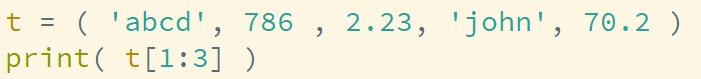 t = ( 'abcd', 786 , 2.23, 'john', 70.2 )
print( t[1:3] )